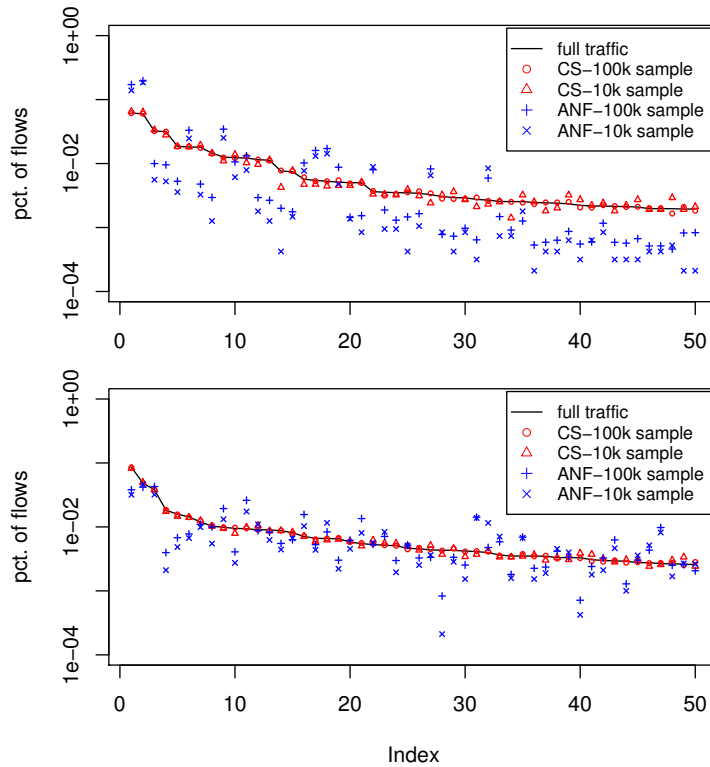 1e+00
full traffic
CS−100k sample
CS−10k sample
ANF−100k sample
ANF−10k sample
1e−02
pct. of flows
1e−04
0 10 20 30 40 50
1e+00
full traffic
CS−100k sample
CS−10k sample
ANF−100k sample
ANF−10k sample
1e−02
pct. of flows
1e−04
0 10 20 30 40 50
Index